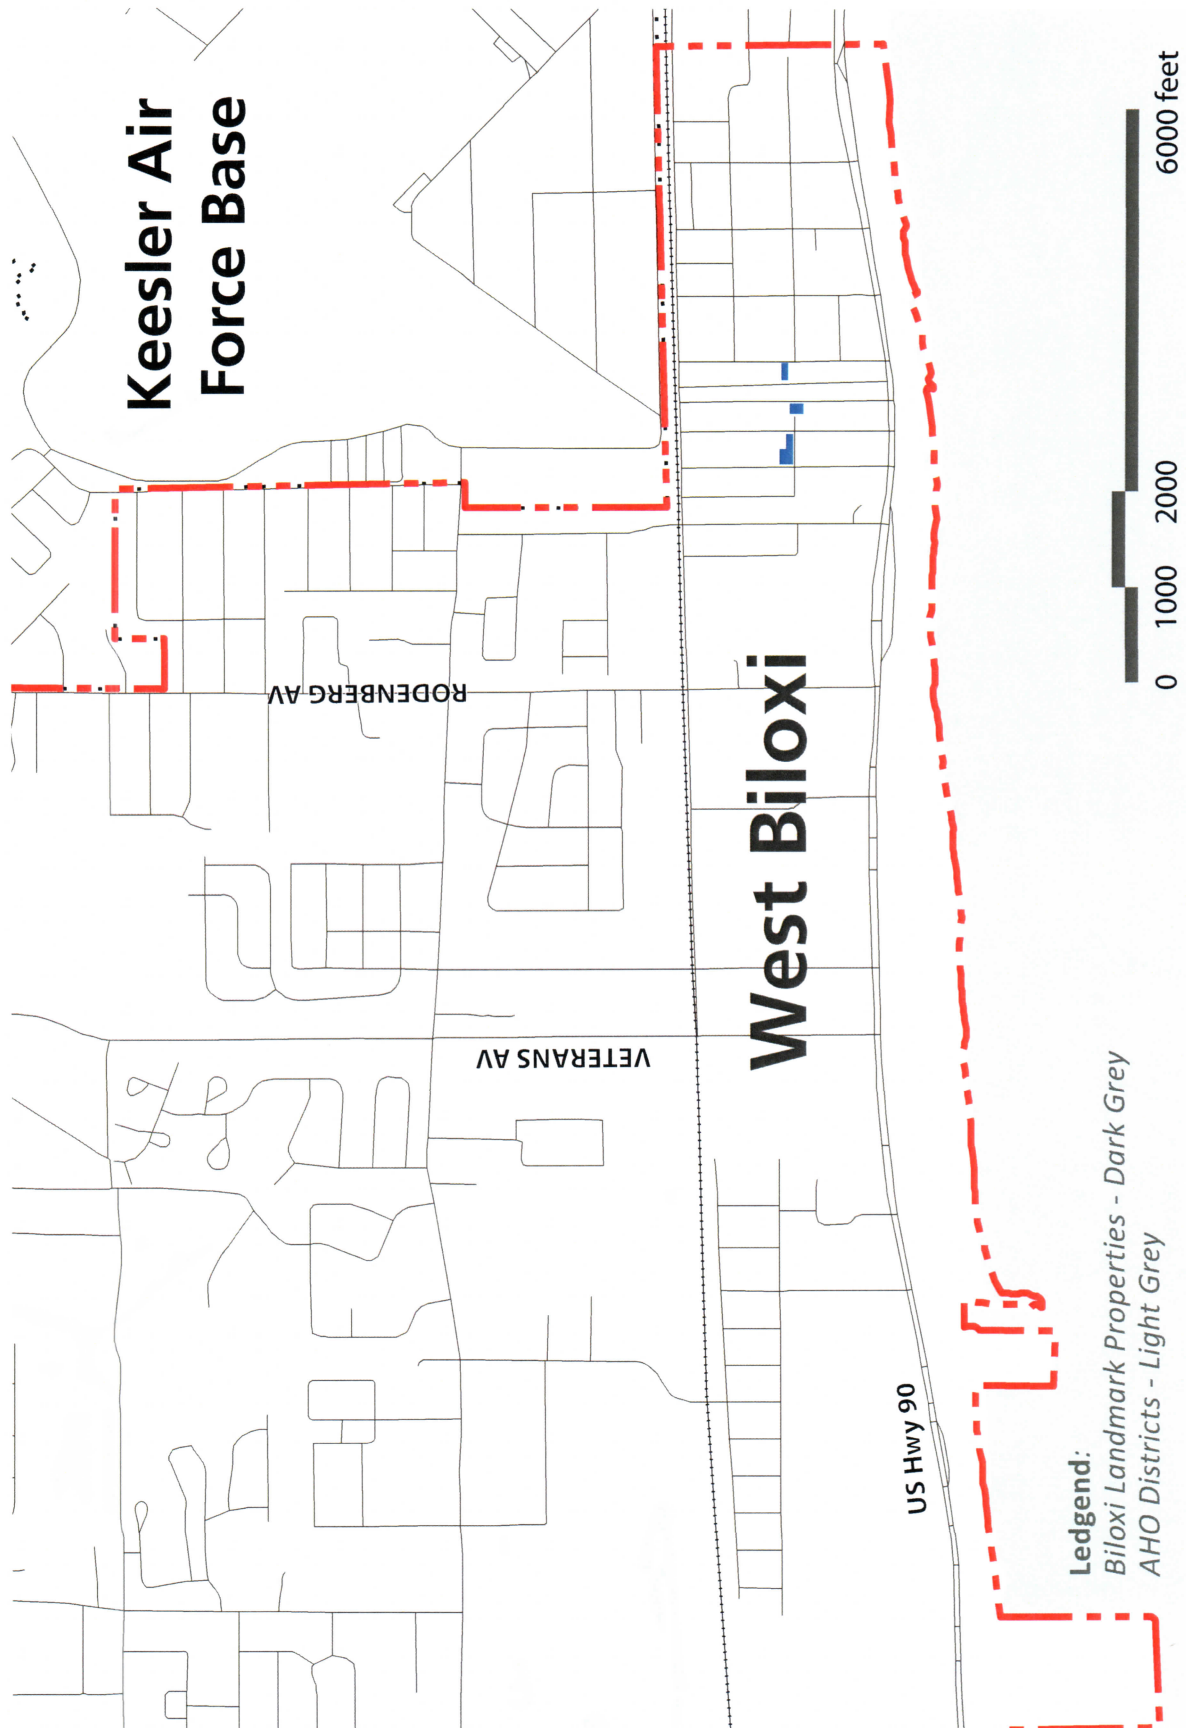 Keesler Air
Force Base
RODENBERG AV
VETERANS AV
West Biloxi
US Hwy 90
Ledgend:
Biloxi Landmark Properties - Dark Grey
AHO Districts - Light Grey
0 1000 2000 6000 feet